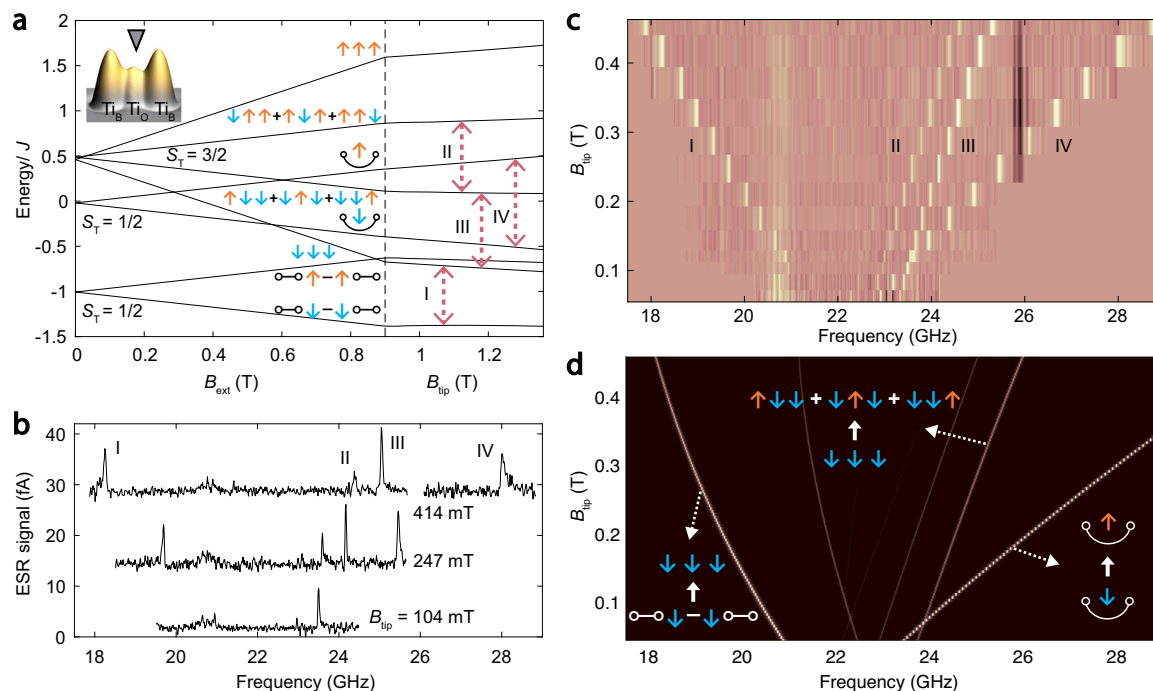 a
2
1.5
1
0.5
0
-0.5
-1
-1.5
Energy/ J
Ti_B Ti_O Ti_B
↑↑↑
↓↑↑+↑↓↑+↑↑↓
S_T = 3/2
↑
↑↓↓+↓↑↓+↓↓↑
↓
S_T = 1/2
↓↓↓
↑–↑
S_T = 1/2
↓–↓
I
II
III
IV
0 0.2 0.4 0.6 0.8 1 1.2
B_ext (T) B_tip (T)
b
ESR signal (fA)
40
30
20
10
0
I
II
III
IV
414 mT
247 mT
B_tip = 104 mT
18 20 22 24 26 28
Frequency (GHz)
c
B_tip (T)
0.4
0.3
0.2
0.1
I II III IV
18 20 22 24 26 28
Frequency (GHz)
d
B_tip (T)
0.4
0.3
0.2
0.1
↑↓↓+↓↑↓+↓↓↑
↑
↓↓↓
↓↓↓
↑
↓–↓
↑
↑
↓
18 20 22 24 26 28
Frequency (GHz)